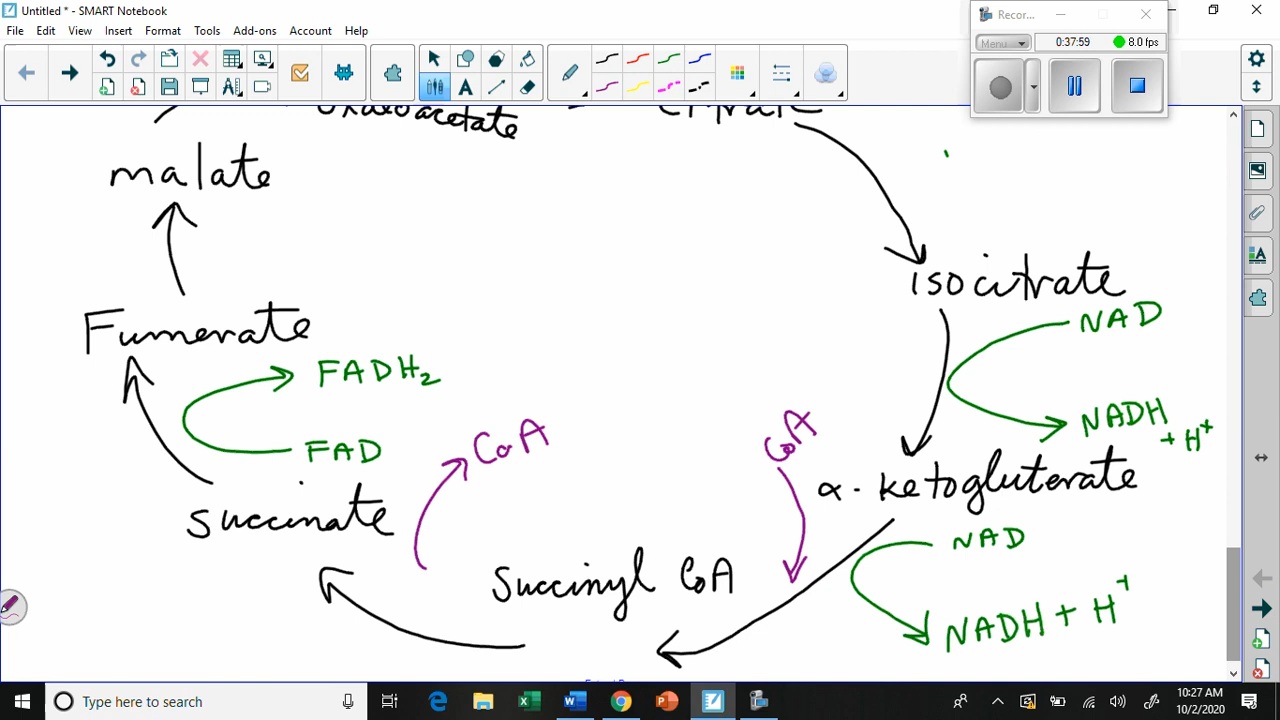 Untitled * - SMART Notebook
File Edit View Insert Format Tools Add-ons Account Help
Recor...
Menu
0:37:59
8.0 fps
oxaloacetate
citrate
malate
isocitrate
NAD
Fumerate
FADH2
NADH
+ H+
CoA
CoA
FAD
α-ketogluterate
succinate
NAD
Succinyl CoA
NADH + H+
Type here to search
10:27 AM
10/2/2020